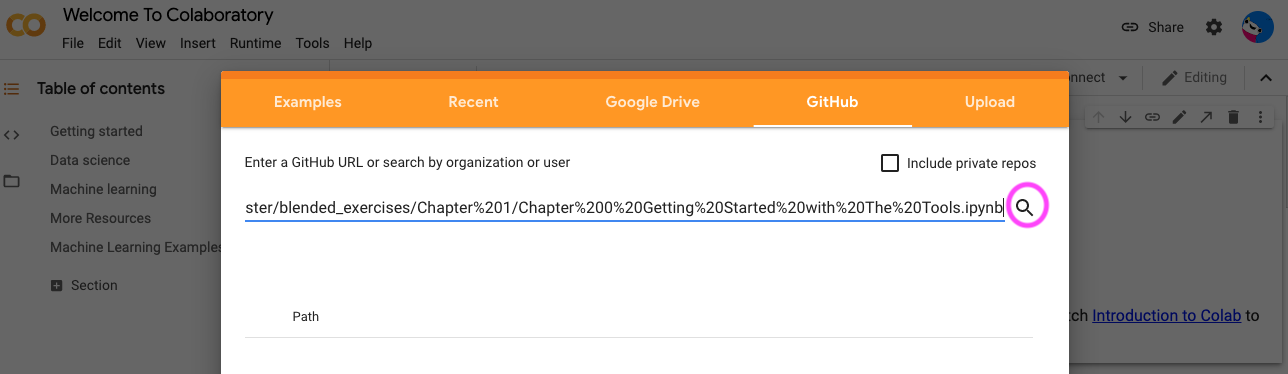 Welcome To Colaboratory
File Edit View Insert Runtime Tools Help
Share
Table of contents
Getting started
Data science
Machine learning
More Resources
Machine Learning Examples
Section
nnect
Editing
Examples Recent Google Drive GitHub Upload
Enter a GitHub URL or search by organization or user
Include private repos
ster/blended_exercises/Chapter%201/Chapter%200%20Getting%20Started%20with%20The%20Tools.ipynb
Path
tch Introduction to Colab to